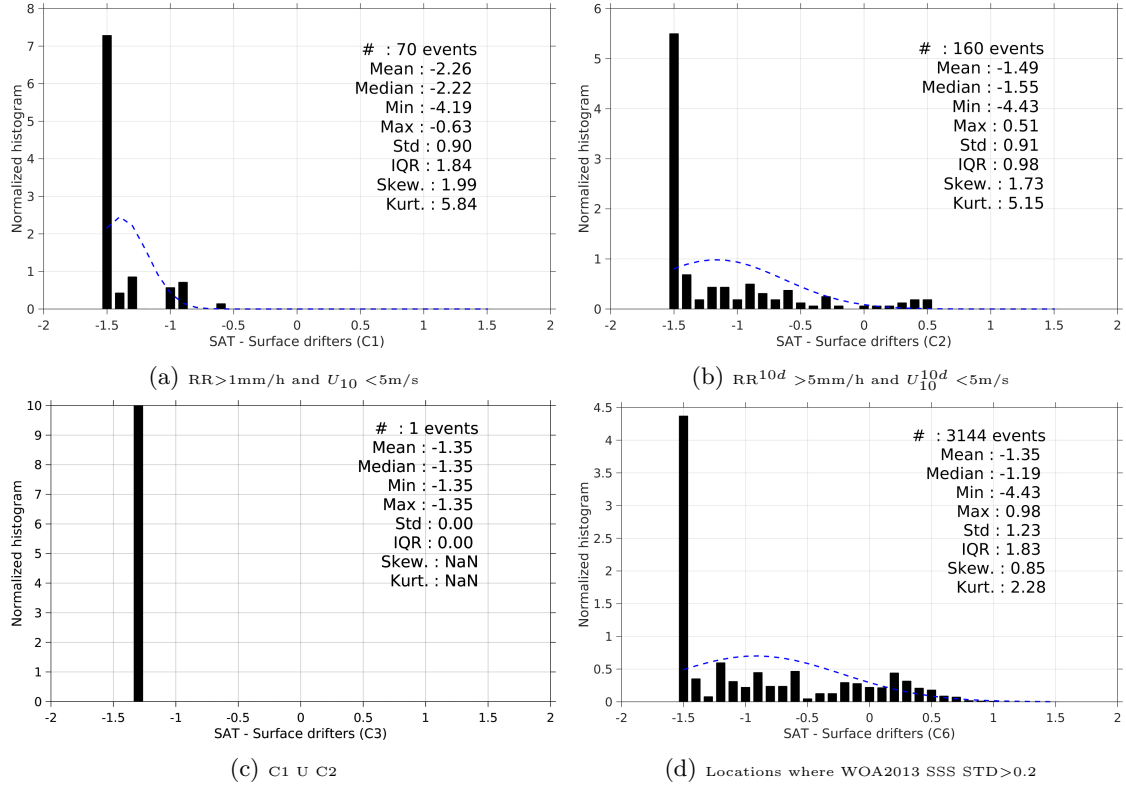 8
7
6
5
4
3
2
1
0
Normalized histogram
# : 70 events
Mean : -2.26
Median : -2.22
Min : -4.19
Max : -0.63
Std : 0.90
IQR : 1.84
Skew. : 1.99
Kurt. : 5.84
-2 -1.5 -1 -0.5 0 0.5 1 1.5 2
SAT - Surface drifters (C1)
(a) RR>1mm/h and U10 <5m/s
6
5
4
3
2
1
0
Normalized histogram
# : 160 events
Mean : -1.49
Median : -1.55
Min : -4.43
Max : 0.51
Std : 0.91
IQR : 0.98
Skew. : 1.73
Kurt. : 5.15
-2 -1.5 -1 -0.5 0 0.5 1 1.5 2
SAT - Surface drifters (C2)
(b) RR10d >5mm/h and U10d10 <5m/s
10
9
8
7
6
5
4
3
2
1
0
Normalized histogram
# : 1 events
Mean : -1.35
Median : -1.35
Min : -1.35
Max : -1.35
Std : 0.00
IQR : 0.00
Skew. : NaN
Kurt. : NaN
-2 -1.5 -1 -0.5 0 0.5 1 1.5 2
SAT - Surface drifters (C3)
(c) C1 U C2
4.5
4
3.5
3
2.5
2
1.5
1
0.5
0
Normalized histogram
# : 3144 events
Mean : -1.35
Median : -1.19
Min : -4.43
Max : 0.98
Std : 1.23
IQR : 1.83
Skew. : 0.85
Kurt. : 2.28
-2 -1.5 -1 -0.5 0 0.5 1 1.5 2
SAT - Surface drifters (C6)
(d) Locations where WOA2013 SSS STD>0.2